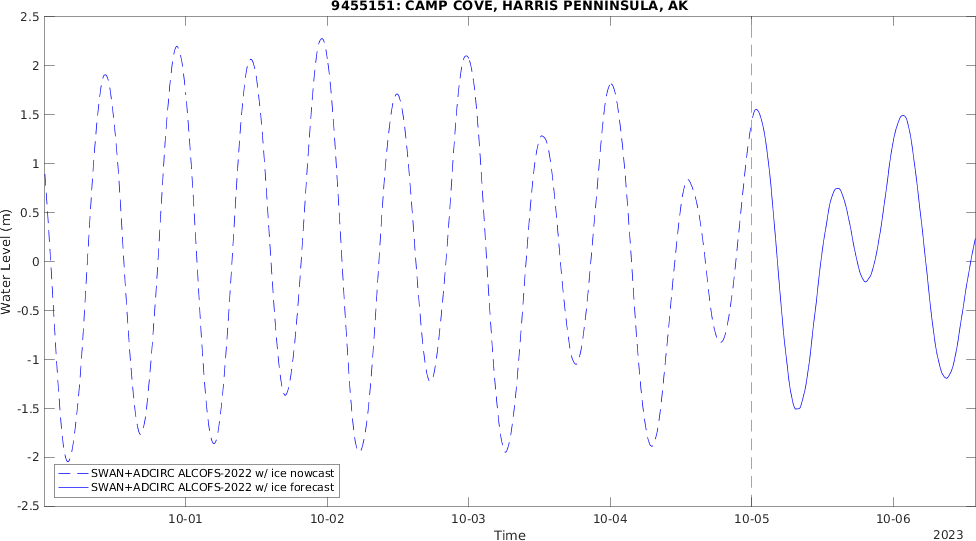 9455151: CAMP COVE, HARRIS PENNINSULA, AK
2.5
2
1.5
1
0.5
0
-0.5
-1
-1.5
-2
-2.5
Water Level (m)
SWAN+ADCIRC ALCOFS-2022 w/ ice nowcast
SWAN+ADCIRC ALCOFS-2022 w/ ice forecast
10-01 10-02 10-03 10-04 10-05 10-06
Time
2023